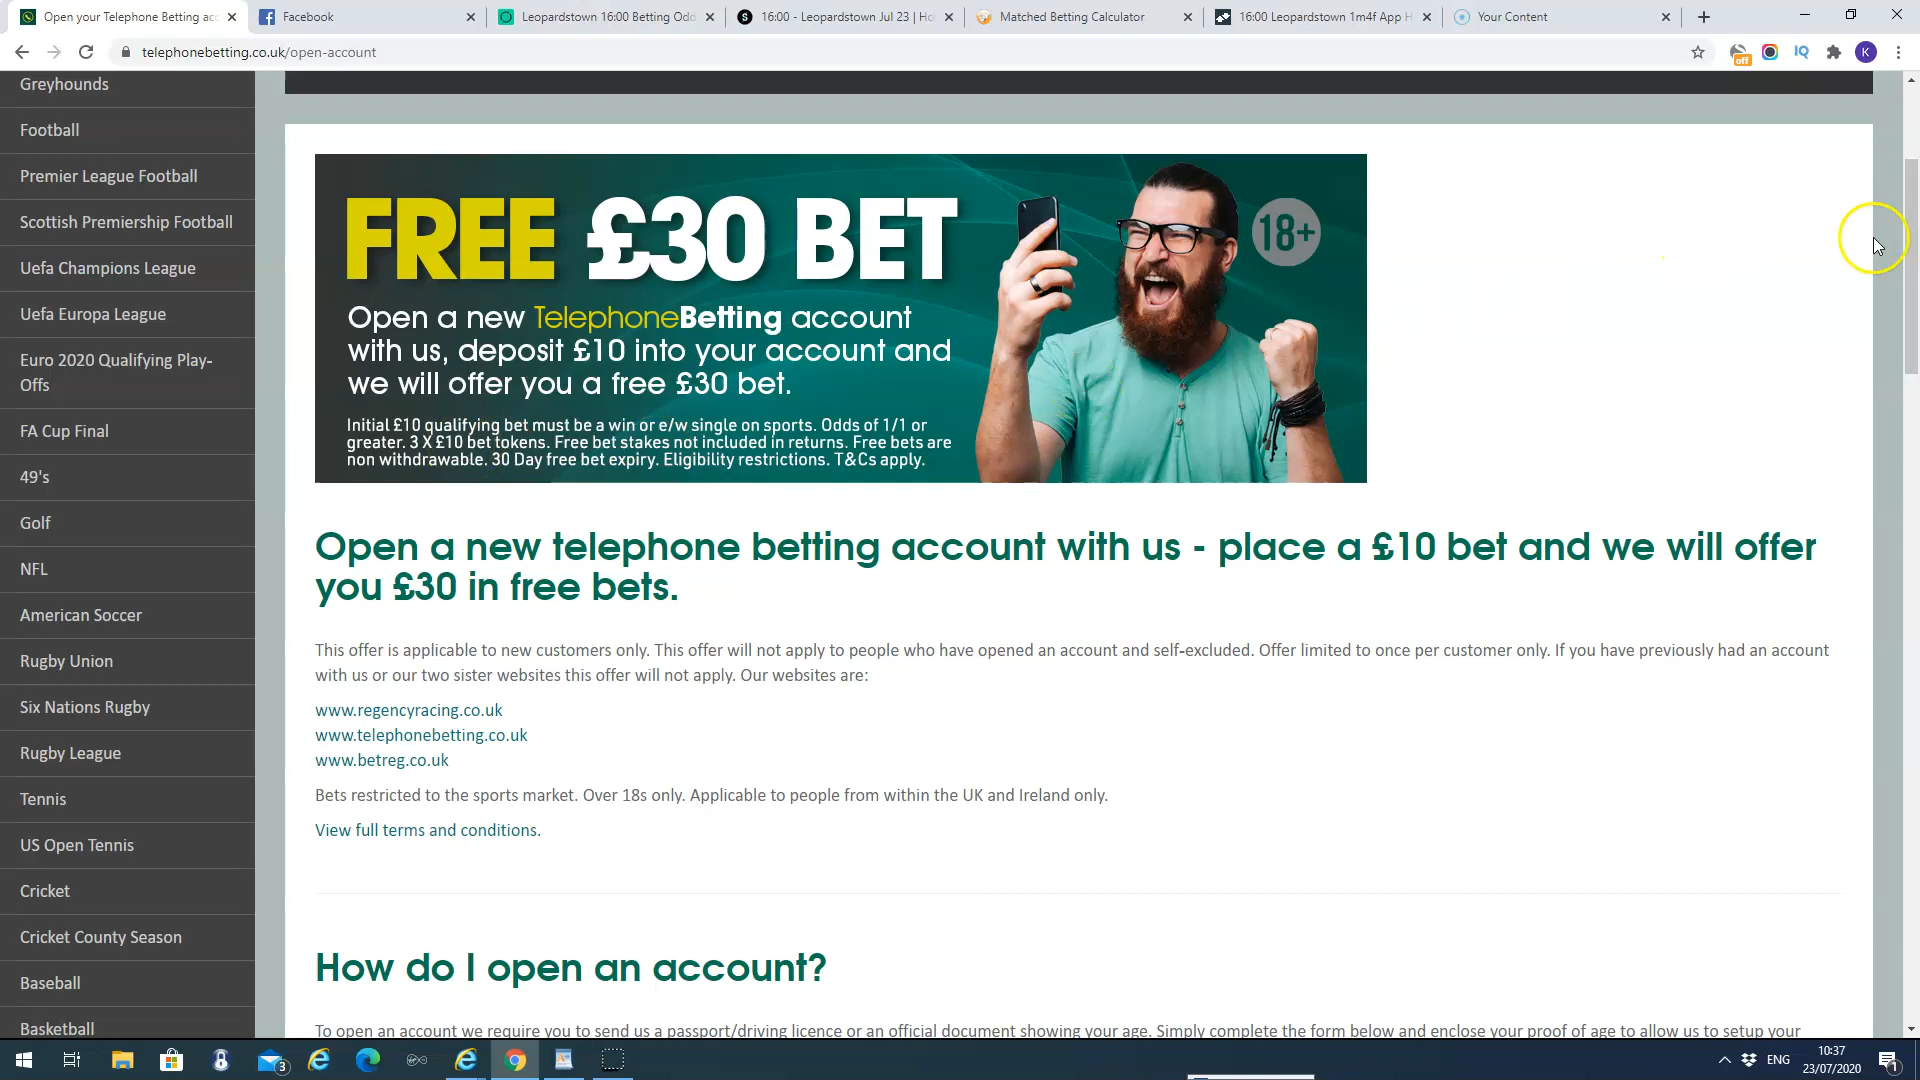 Open your Telephone Betting acc
Facebook
Leopardstown 16:00 Betting Odd
16:00 - Leopardstown Jul 23 | Ho
Matched Betting Calculator
16:00 Leopardstown 1m4f App H
Your Content
telephonebetting.co.uk/open-account
off
IQ
K
Greyhounds
Football
Premier League Football
Scottish Premiership Football
Uefa Champions League
Uefa Europa League
Euro 2020 Qualifying Play-
Offs
FA Cup Final
49's
Golf
NFL
American Soccer
Rugby Union
Six Nations Rugby
Rugby League
Tennis
US Open Tennis
Cricket
Cricket County Season
Baseball
Basketball
FREE £30 BET
18+
Open a new TelephoneBetting account
with us, deposit £10 into your account and
we will offer you a free £30 bet.
Initial £10 qualifying bet must be a win or e/w single on sports. Odds of 1/1 or
greater. 3 X £10 bet tokens. Free bet stakes not included in returns. Free bets are
non withdrawable. 30 Day free bet expiry. Eligibility restrictions. T&Cs apply.
Open a new telephone betting account with us - place a £10 bet and we will offer
you £30 in free bets.
This offer is applicable to new customers only. This offer will not apply to people who have opened an account and self-excluded. Offer limited to once per customer only. If you have previously had an account
with us or our two sister websites this offer will not apply. Our websites are:
www.regencyracing.co.uk
www.telephonebetting.co.uk
www.betreg.co.uk
Bets restricted to the sports market. Over 18s only. Applicable to people from within the UK and Ireland only.
View full terms and conditions.
How do I open an account?
To open an account we require you to send us a passport/driving licence or an official document showing your age. Simply complete the form below and enclose your proof of age to allow us to setup your
3
ENG
10:37
23/07/2020
1